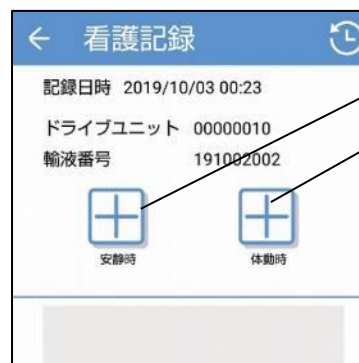 看護記録
記録日時 2019/10/03 00:23
ドライブユニット 00000010
輸液番号 191002002
安静時 体動時